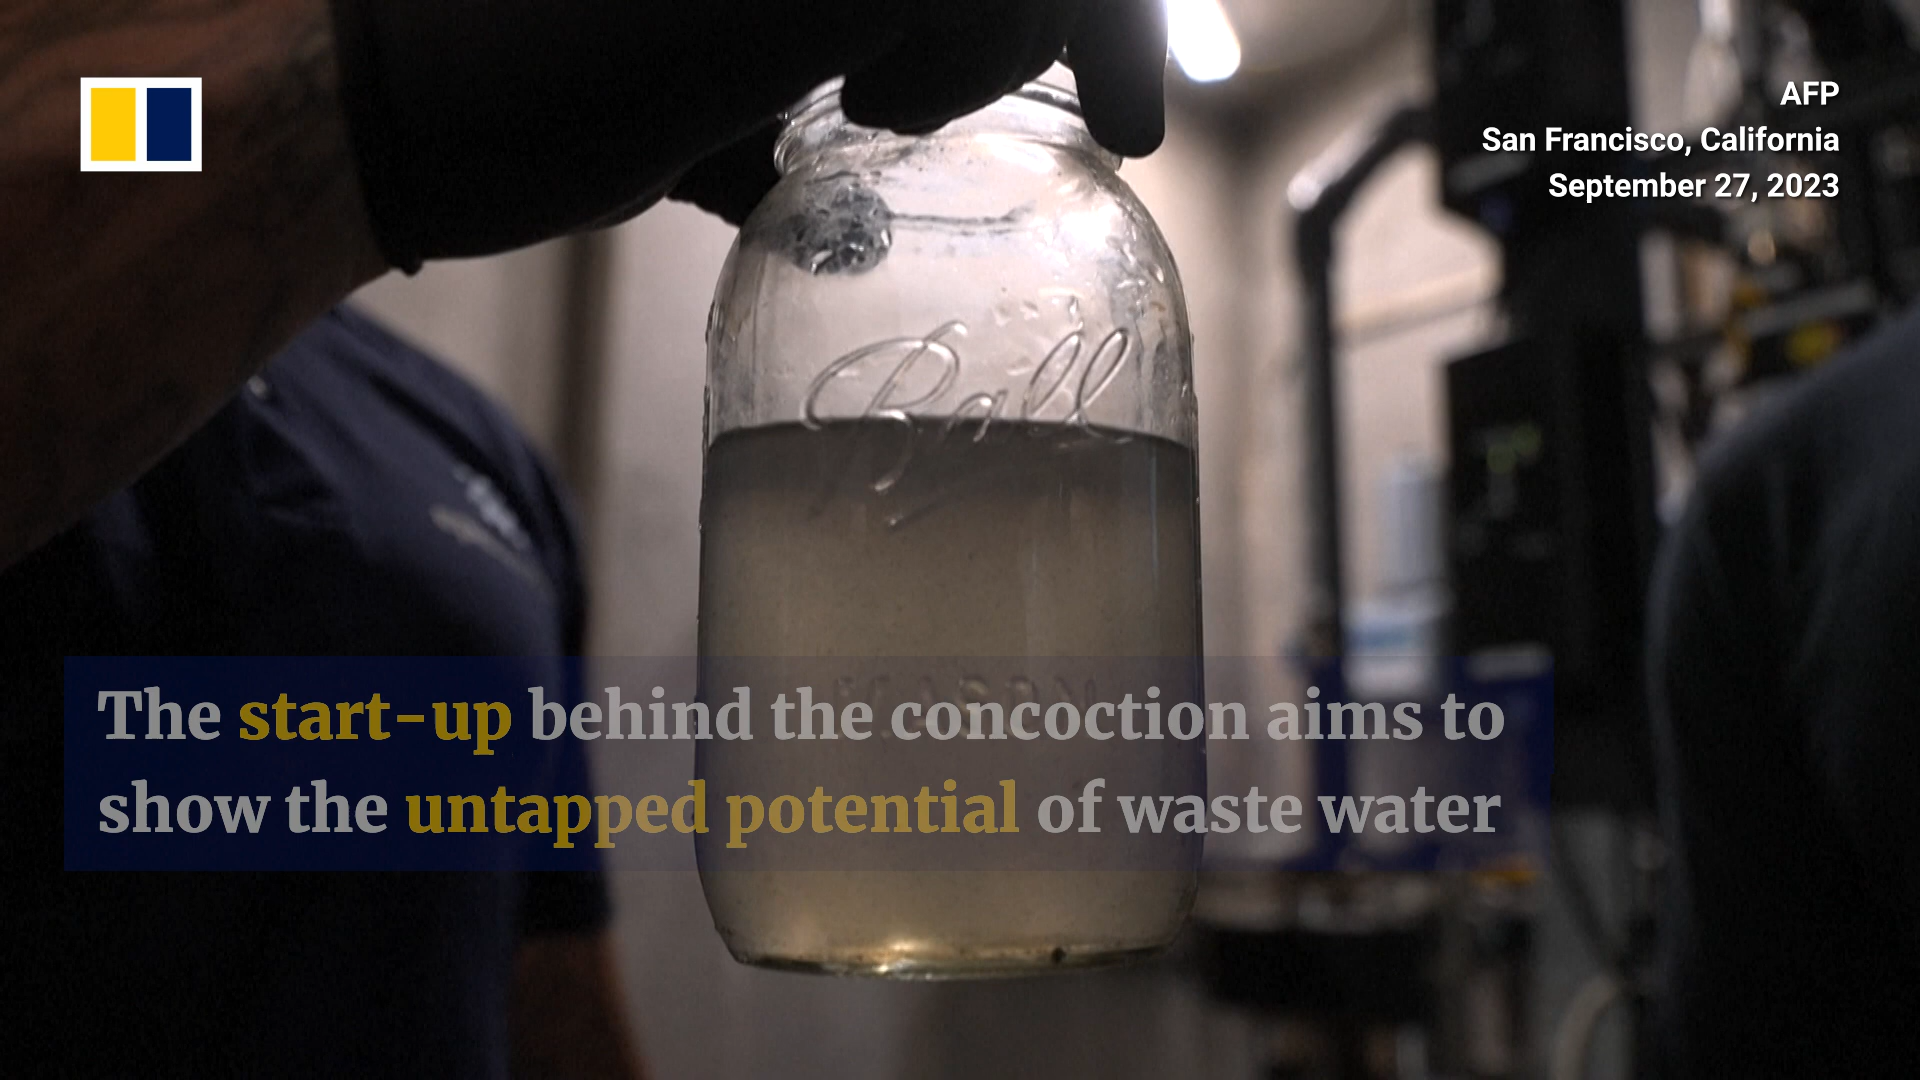 AFP
San Francisco, California
September 27, 2023
Ball
MASON
The start-up behind the concoction aims to
show the untapped potential of waste water